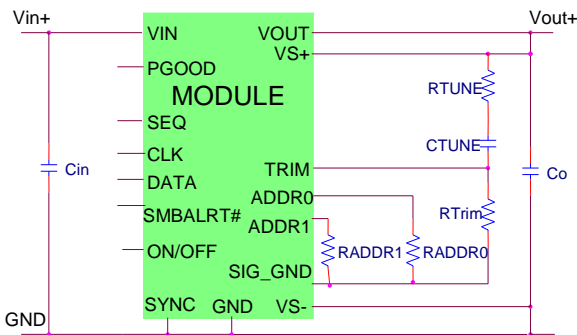 Vin+
Vout+
VIN
VOUT
VS+
PGOOD
RTUNE
MODULE
SEQ
CTUNE
CLK
TRIM
Cin
Co
DATA
ADDR0
SMBALRT#
RTrim
ADDR1
ON/OFF
RADDR1
RADDR0
SIG_GND
SYNC
GND
VS-
GND